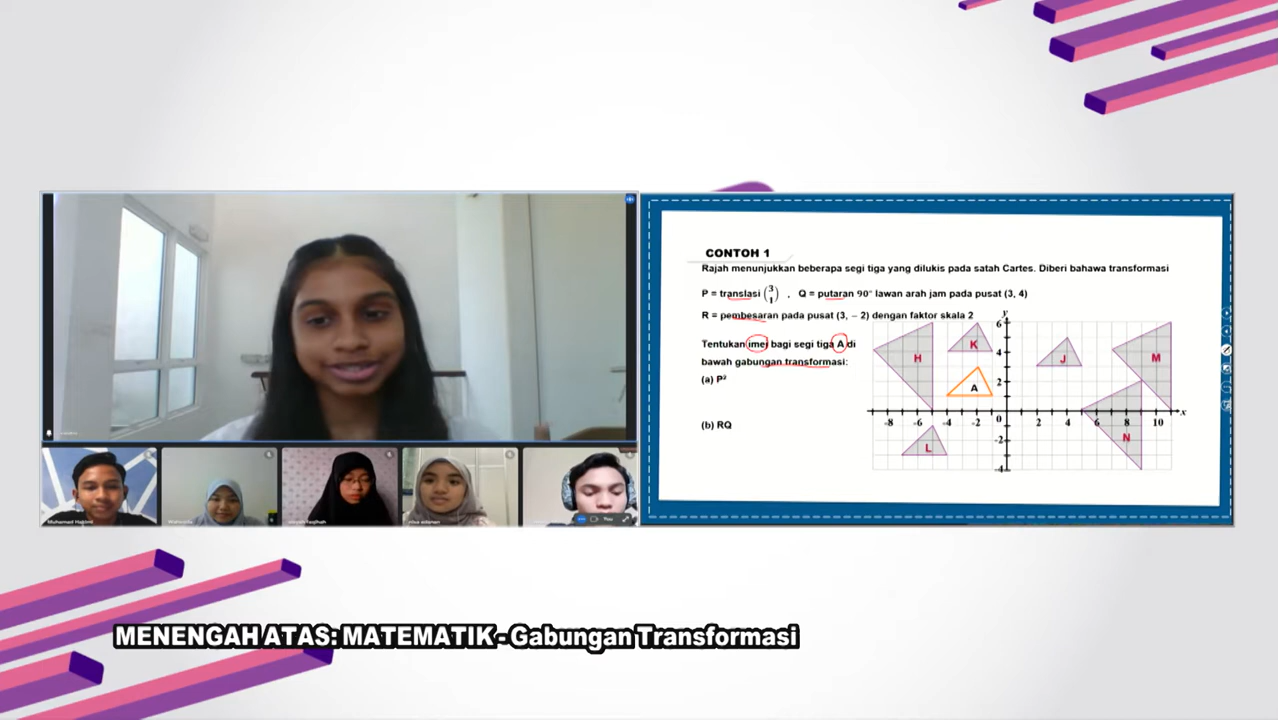 CONTOH 1
Rajah menunjukkan beberapa segi tiga yang dilukis pada satah Cartes. Diberi bahawa transformasi
P = translasi (3 1) , Q = putaran 90° lawan arah jam pada pusat (3, 4)
R = pembesaran pada pusat (3, – 2) dengan faktor skala 2
Tentukan imej bagi segi tiga A di
bawah gabungan transformasi:
(a) P²
(b) RQ
y
6
H
K
4
J
M
A
2
0
x
-8
-6
-4
-2
2
4
6
8
10
-2
L
N
-4
Muhamad Haktimi
You
MENENGAH ATAS: MATEMATIK - Gabungan Transformasi